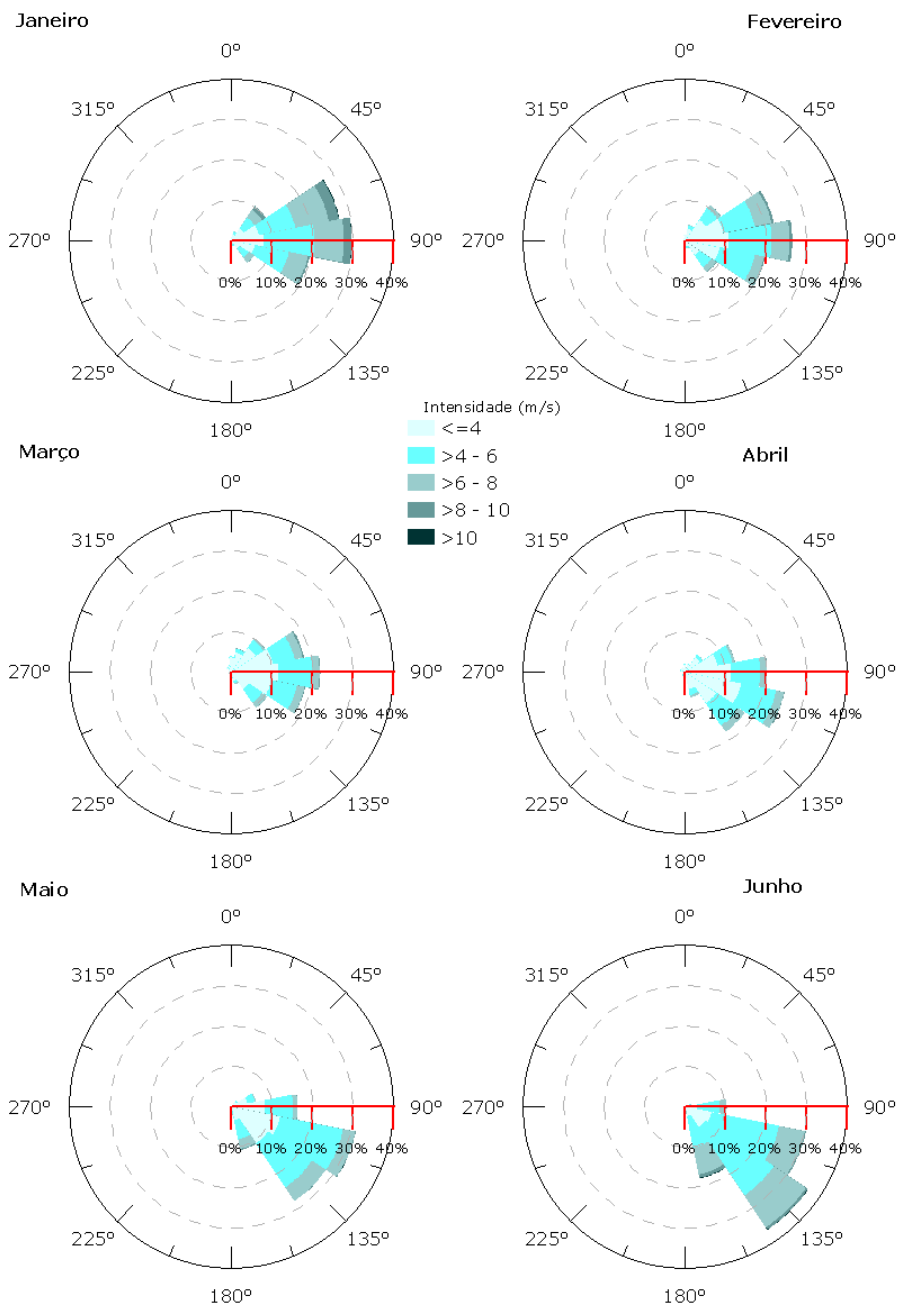 Janeiro
Fevereiro
0º
0º
315º
45º
315º
45º
270º
90º
270º
90º
0% 10% 20% 30% 40%
0% 10% 20% 30% 40%
225º
135º
225º
135º
180º
180º
Intensidade (m/s)
<=4
>4 - 6
>6 - 8
>8 - 10
>10
Março
Abril
0º
0º
315º
45º
315º
45º
270º
90º
270º
90º
0% 10% 20% 30% 40%
0% 10% 20% 30% 40%
225º
135º
225º
135º
180º
180º
Maio
Junho
0º
0º
315º
45º
315º
45º
270º
90º
270º
90º
0% 10% 20% 30% 40%
0% 10% 20% 30% 40%
225º
135º
225º
135º
180º
180º